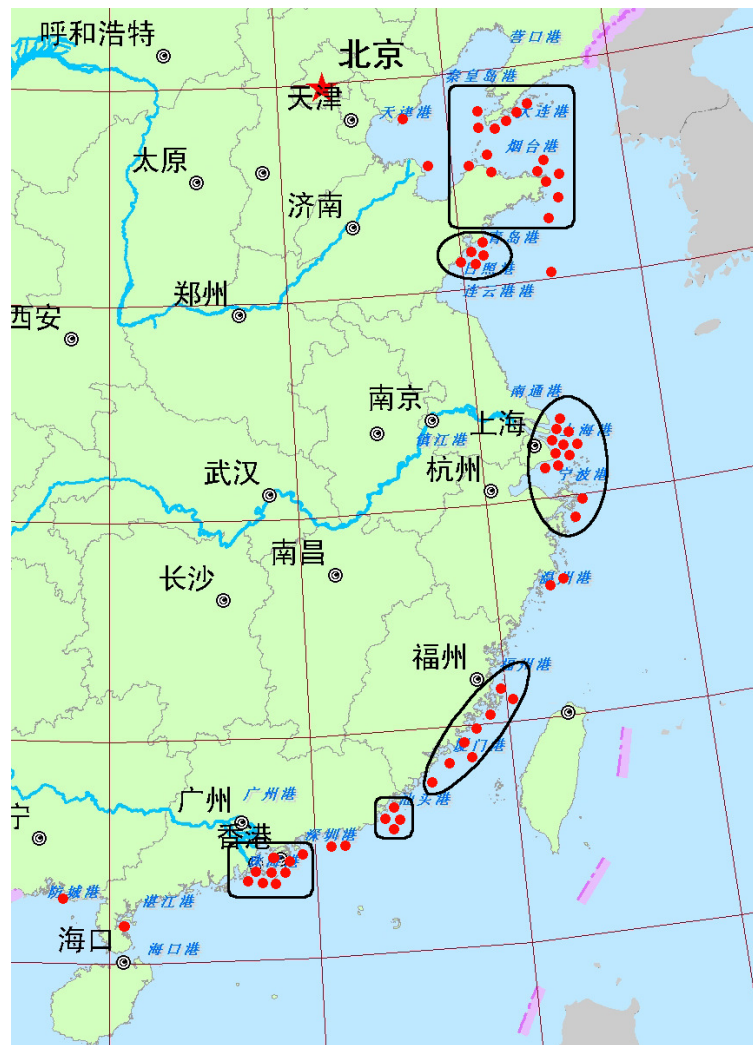 呼和浩特
北京
营口港
秦皇岛港
天津
天津港
大连港
烟台港
太原
济南
青岛港
日照港
郑州
连云港港
西安
南京
南通港
上海
上海港
镇江港
武汉
杭州
宁波港
南昌
长沙
温州港
福州
福州港
厦门港
广州
广州港
汕头港
宁
香港
深圳港
珠海港
防城港
湛江港
海口
海口港